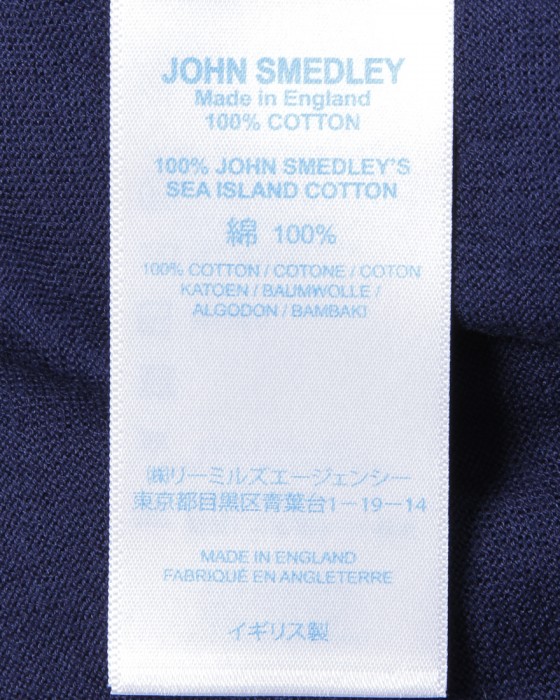 JOHN SMEDLEY
Made in England
100% COTTON
100% JOHN SMEDLEY'S
SEA ISLAND COTTON
綿 100%
100% COTTON / COTONE / COTON
KATOEN / BAUMWOLLE /
ALGODON / BAMBAKI
㈱リーミルズエージェンシー
東京都目黒区青葉台1-19-14
MADE IN ENGLAND
FABRIQUÉ EN ANGLETERRE
イギリス製